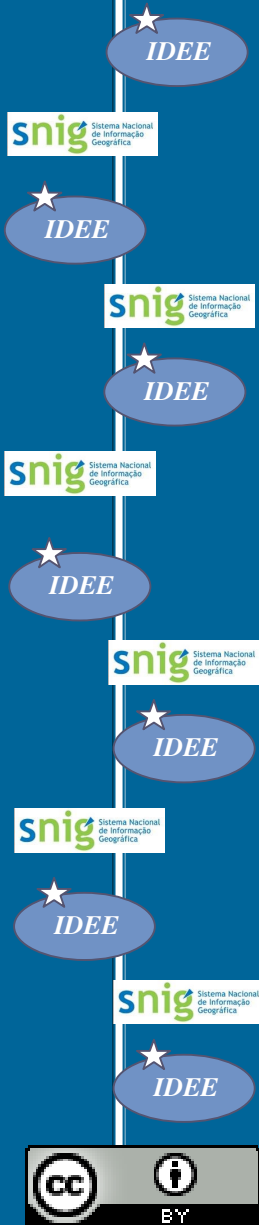 IDEE
snig Sistema Nacional
de Informação
Geográfica
IDEE
snig Sistema Nacional
de Informação
Geográfica
IDEE
snig Sistema Nacional
de Informação
Geográfica
IDEE
snig Sistema Nacional
de Informação
Geográfica
IDEE
snig Sistema Nacional
de Informação
Geográfica
IDEE
snig Sistema Nacional
de Informação
Geográfica
IDEE
cc
BY